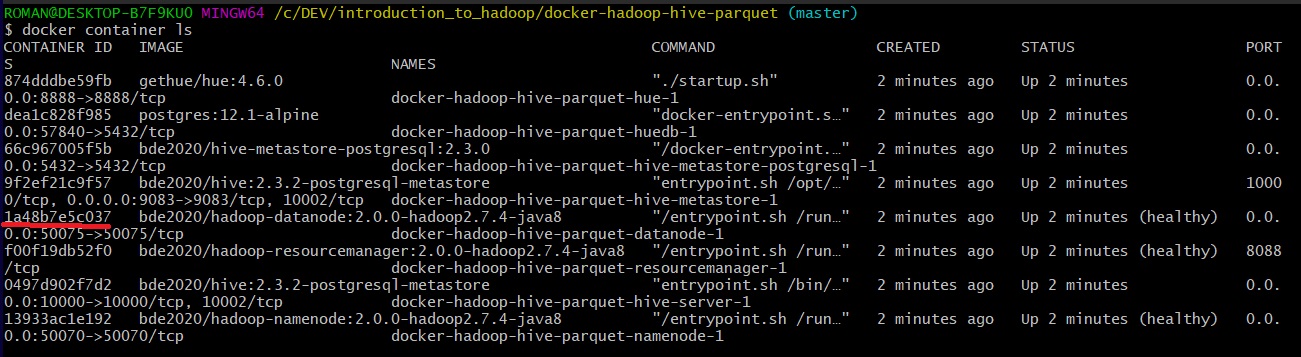 ROMAN@DESKTOP-B7F9KUO MINGW64 /c/DEV/introduction_to_hadoop/docker-hadoop-hive-parquet (master)
$ docker container ls
CONTAINER ID   IMAGE                                                    COMMAND                  CREATED         STATUS                   PORT
S                                              NAMES
874dddbe59fb   gethue/hue:4.6.0                                         "./startup.sh"           2 minutes ago   Up 2 minutes             0.0.
0.0:8888->8888/tcp                             docker-hadoop-hive-parquet-hue-1
dea1c828f985   postgres:12.1-alpine                                     "docker-entrypoint.s…"   2 minutes ago   Up 2 minutes             0.0.
0.0:57840->5432/tcp                            docker-hadoop-hive-parquet-huedb-1
66c967005f5b   bde2020/hive-metastore-postgresql:2.3.0                  "/docker-entrypoint.…"   2 minutes ago   Up 2 minutes             0.0.
0.0:5432->5432/tcp                             docker-hadoop-hive-parquet-hive-metastore-postgresql-1
9f2ef21c9f57   bde2020/hive:2.3.2-postgresql-metastore                  "entrypoint.sh /opt/…"   2 minutes ago   Up 2 minutes             1000
0/tcp, 0.0.0.0:9083->9083/tcp, 10002/tcp       docker-hadoop-hive-parquet-hive-metastore-1
1a48b7e5c037   bde2020/hadoop-datanode:2.0.0-hadoop2.7.4-java8          "/entrypoint.sh /run…"   2 minutes ago   Up 2 minutes (healthy)   0.0.
0.0:50075->50075/tcp                           docker-hadoop-hive-parquet-datanode-1
f00f19db52f0   bde2020/hadoop-resourcemanager:2.0.0-hadoop2.7.4-java8   "/entrypoint.sh /run…"   2 minutes ago   Up 2 minutes (healthy)   8088
/tcp                                           docker-hadoop-hive-parquet-resourcemanager-1
0497d902f7d2   bde2020/hive:2.3.2-postgresql-metastore                  "entrypoint.sh /bin/…"   2 minutes ago   Up 2 minutes             0.0.
0.0:10000->10000/tcp, 10002/tcp                docker-hadoop-hive-parquet-hive-server-1
13933ac1e192   bde2020/hadoop-namenode:2.0.0-hadoop2.7.4-java8          "/entrypoint.sh /run…"   2 minutes ago   Up 2 minutes (healthy)   0.0.
0.0:50070->50070/tcp                           docker-hadoop-hive-parquet-namenode-1